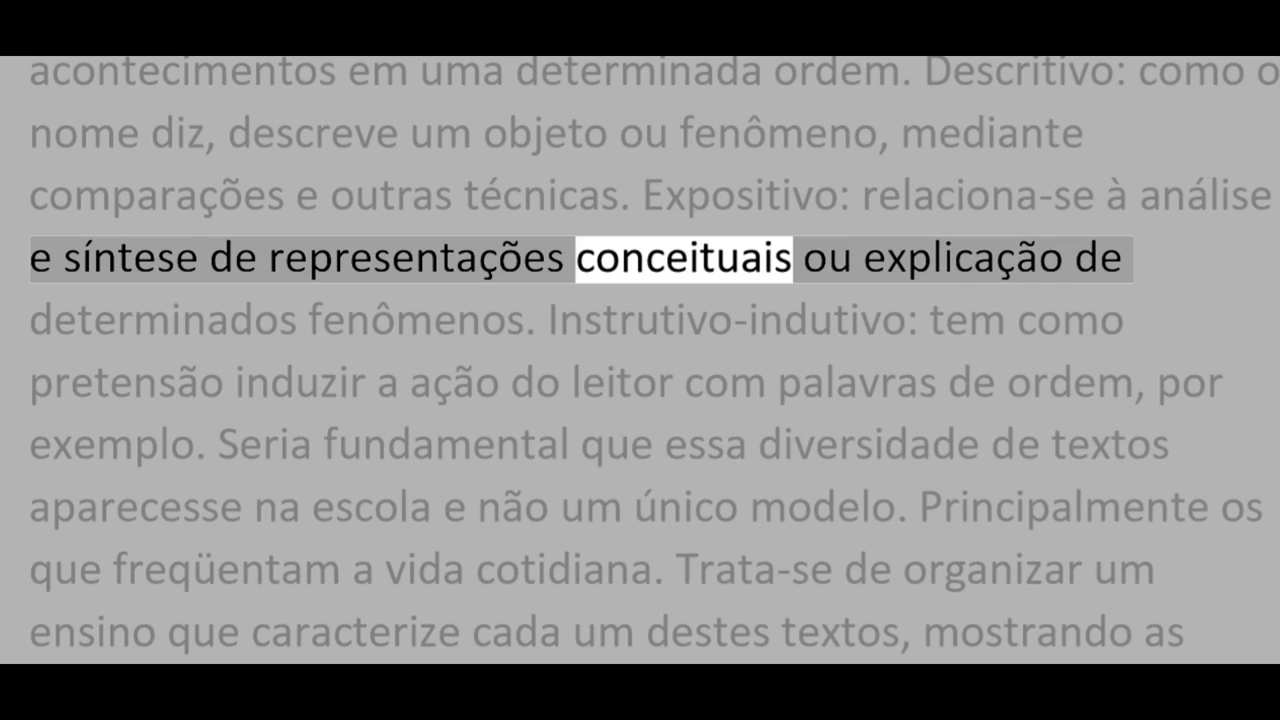 acontecimentos em uma determinada ordem. Descritivo: como o
nome diz, descreve um objeto ou fenômeno, mediante
comparações e outras técnicas. Expositivo: relaciona-se à análise
e síntese de representações conceituais ou explicação de
determinados fenômenos. Instrutivo-indutivo: tem como
pretensão induzir a ação do leitor com palavras de ordem, por
exemplo. Seria fundamental que essa diversidade de textos
aparecesse na escola e não um único modelo. Principalmente os
que freqüentam a vida cotidiana. Trata-se de organizar um
ensino que caracterize cada um destes textos, mostrando as